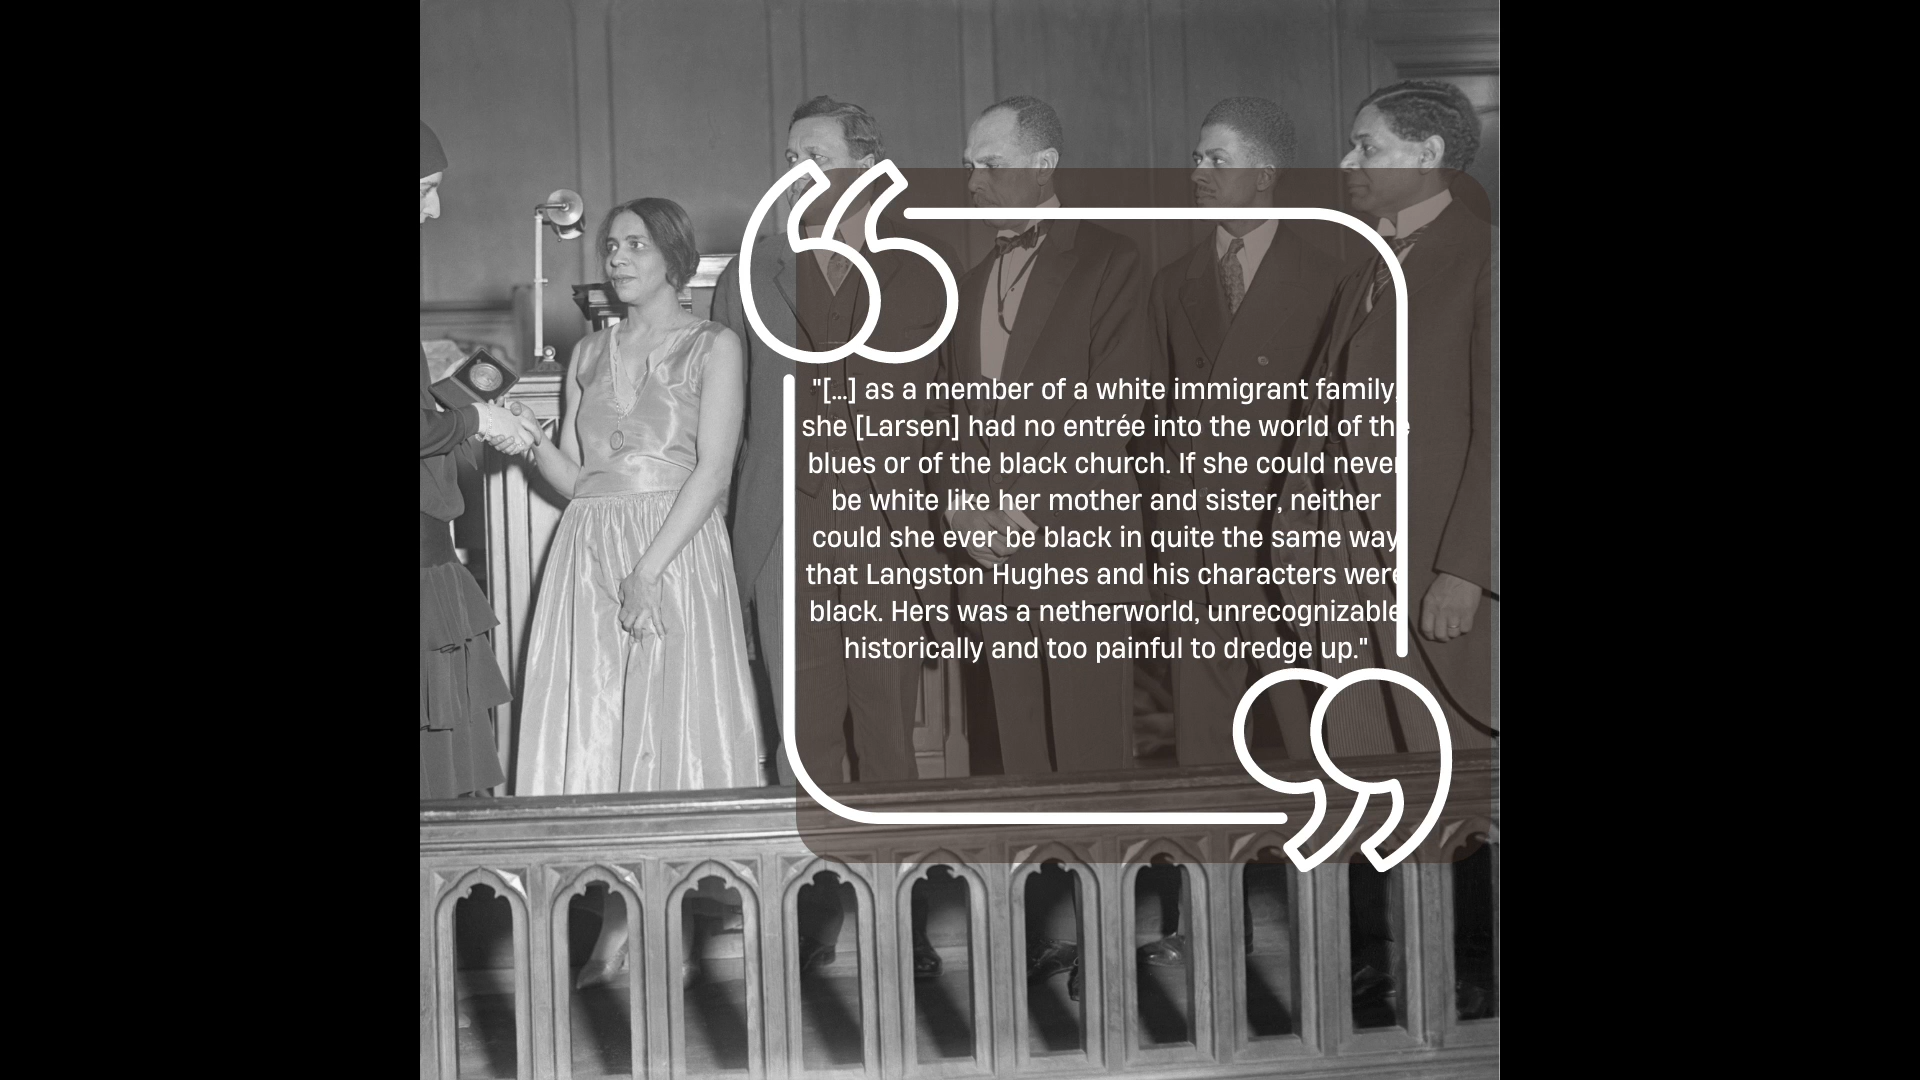 "[...] as a member of a white immigrant family,
she [Larsen] had no entrée into the world of the
blues or of the black church. If she could never
be white like her mother and sister, neither
could she ever be black in quite the same way
that Langston Hughes and his characters were
black. Hers was a netherworld, unrecognizable
historically and too painful to dredge up."